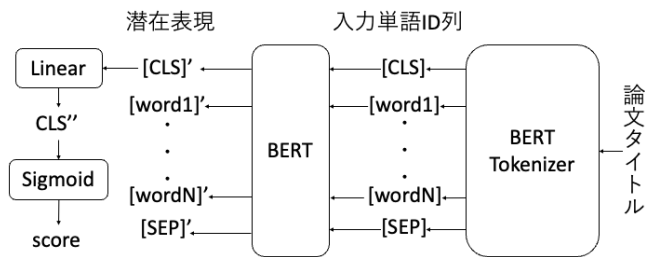 潜在表現
入力単語ID列
Linear
[CLS]’
[CLS]
[word1]’
[word1]
CLS’’
・
・
・
・
・
・
BERT
BERT
Tokenizer
論文タイトル
Sigmoid
[wordN]’
[wordN]
[SEP]’
[SEP]
score